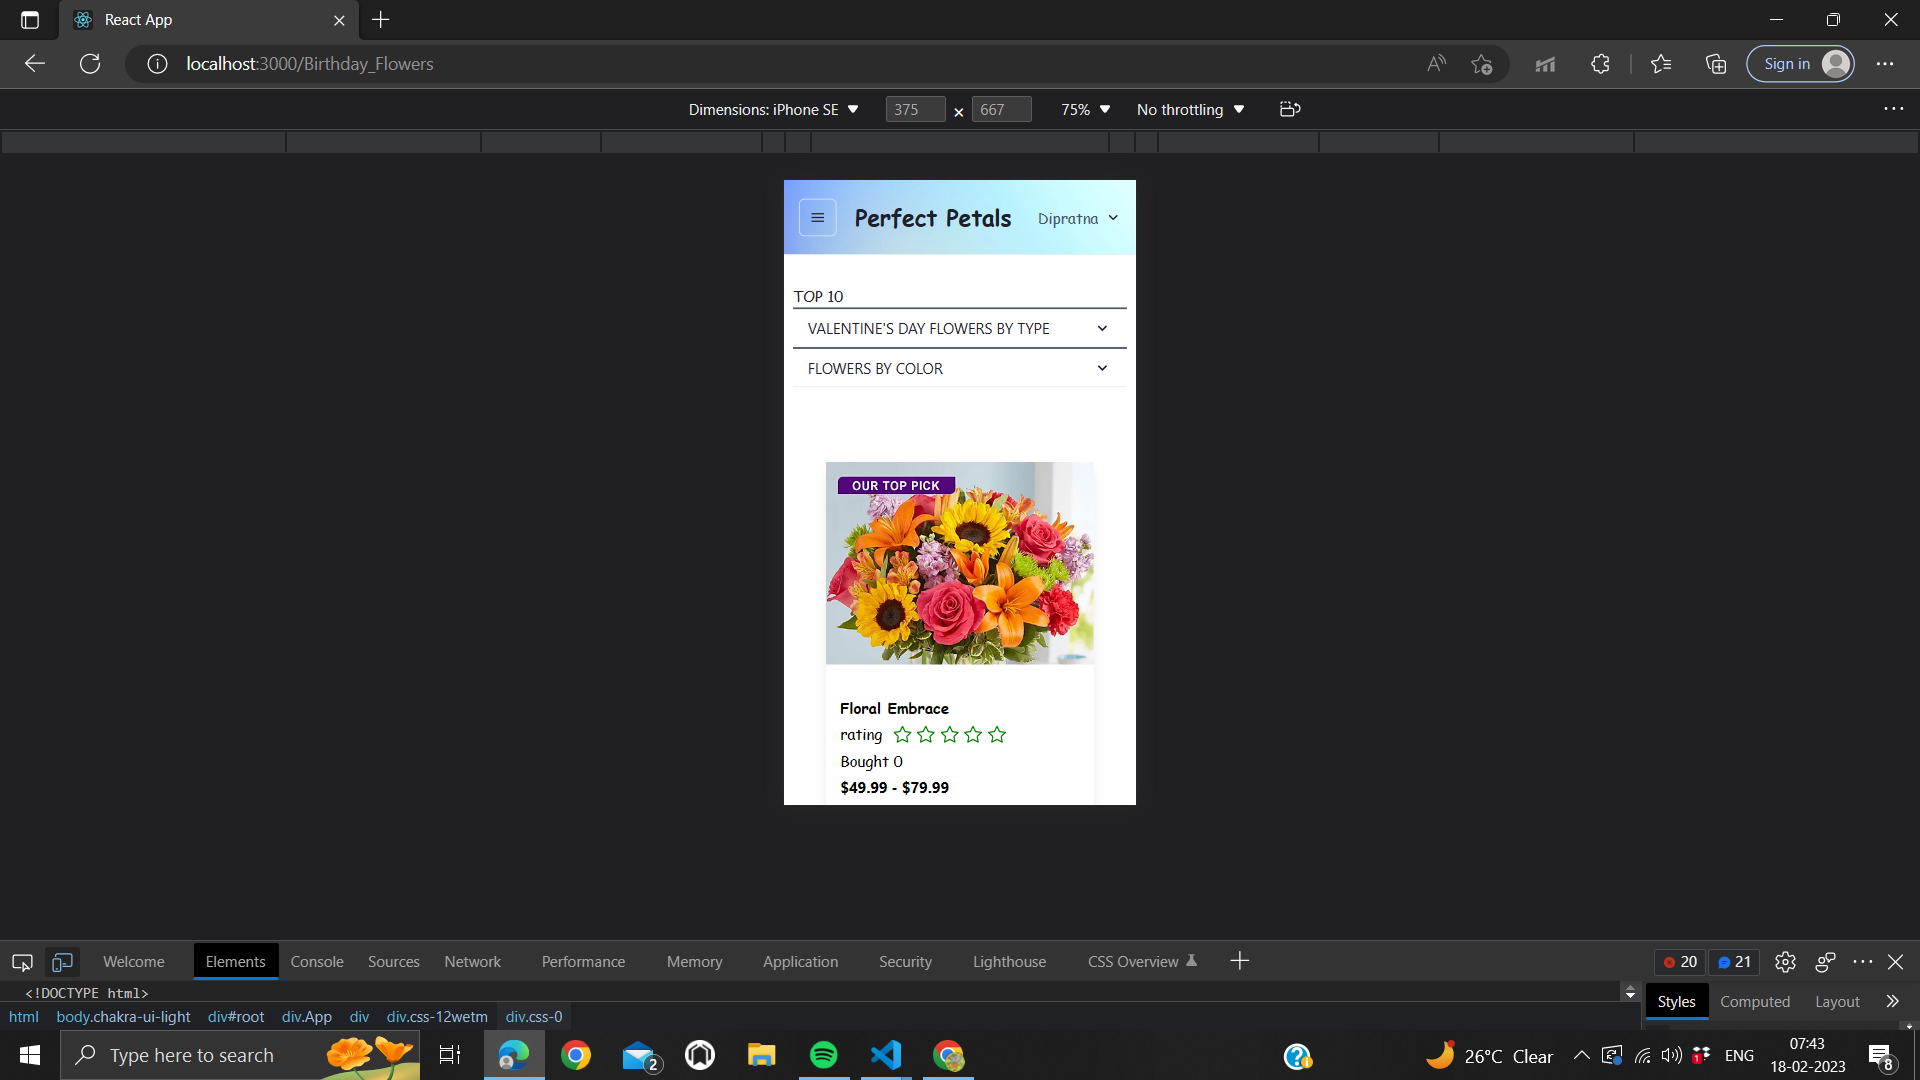 React App
localhost:3000/Birthday_Flowers
Sign in
Dimensions: iPhone SE
375 × 667
75%
No throttling
Perfect Petals
Dipratna
TOP 10
VALENTINE'S DAY FLOWERS BY TYPE
FLOWERS BY COLOR
OUR TOP PICK
Floral Embrace
rating
Bought 0
$49.99 - $79.99
Welcome Elements Console Sources Network Performance Memory Application Security Lighthouse CSS Overview 20 21
<!DOCTYPE html>
Styles Computed Layout
html body.chakra-ui-light div#root div.App div div.css-12wetm div.css-0
Type here to search
2
26°C Clear
1
ENG
07:43
18-02-2023
8